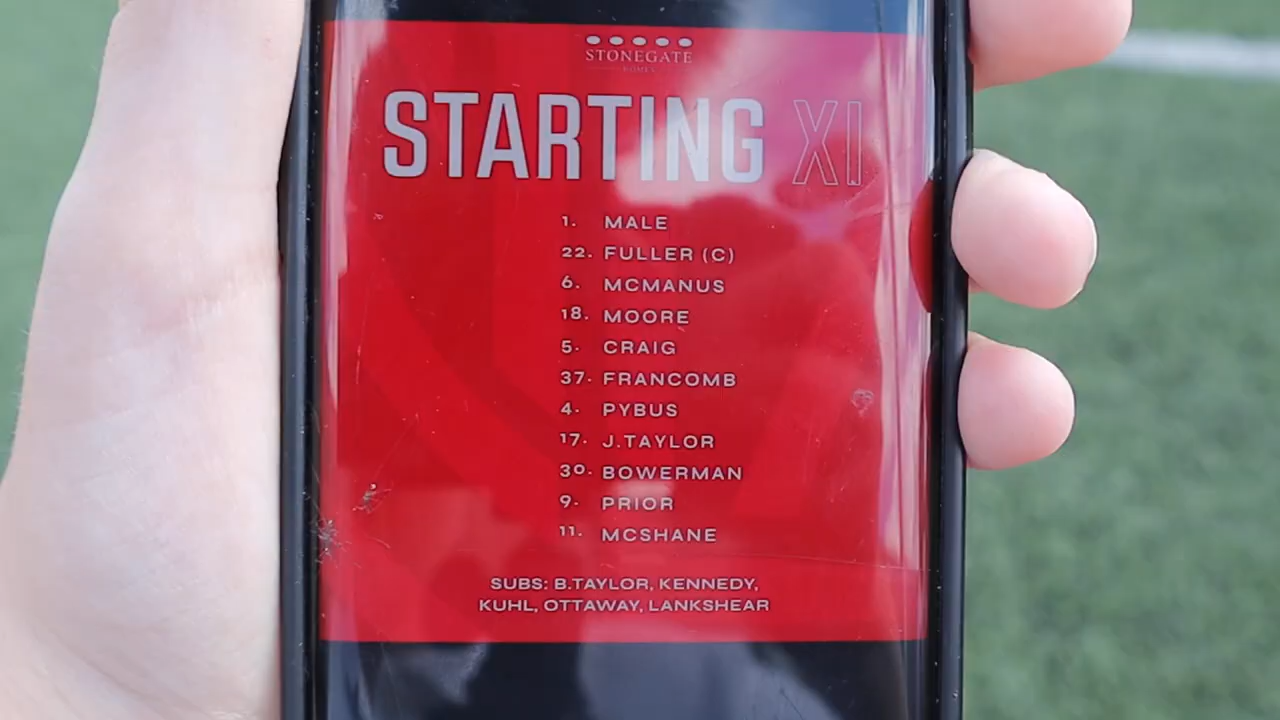 STONEGATE
HOMES
STARTING XI
1. MALE
22. FULLER (C)
6. MCMANUS
18. MOORE
5. CRAIG
37. FRANCOMB
4. PYBUS
17. J.TAYLOR
30. BOWERMAN
9. PRIOR
11. MCSHANE
SUBS: B.TAYLOR, KENNEDY,
KUHL, OTTAWAY, LANKSHEAR